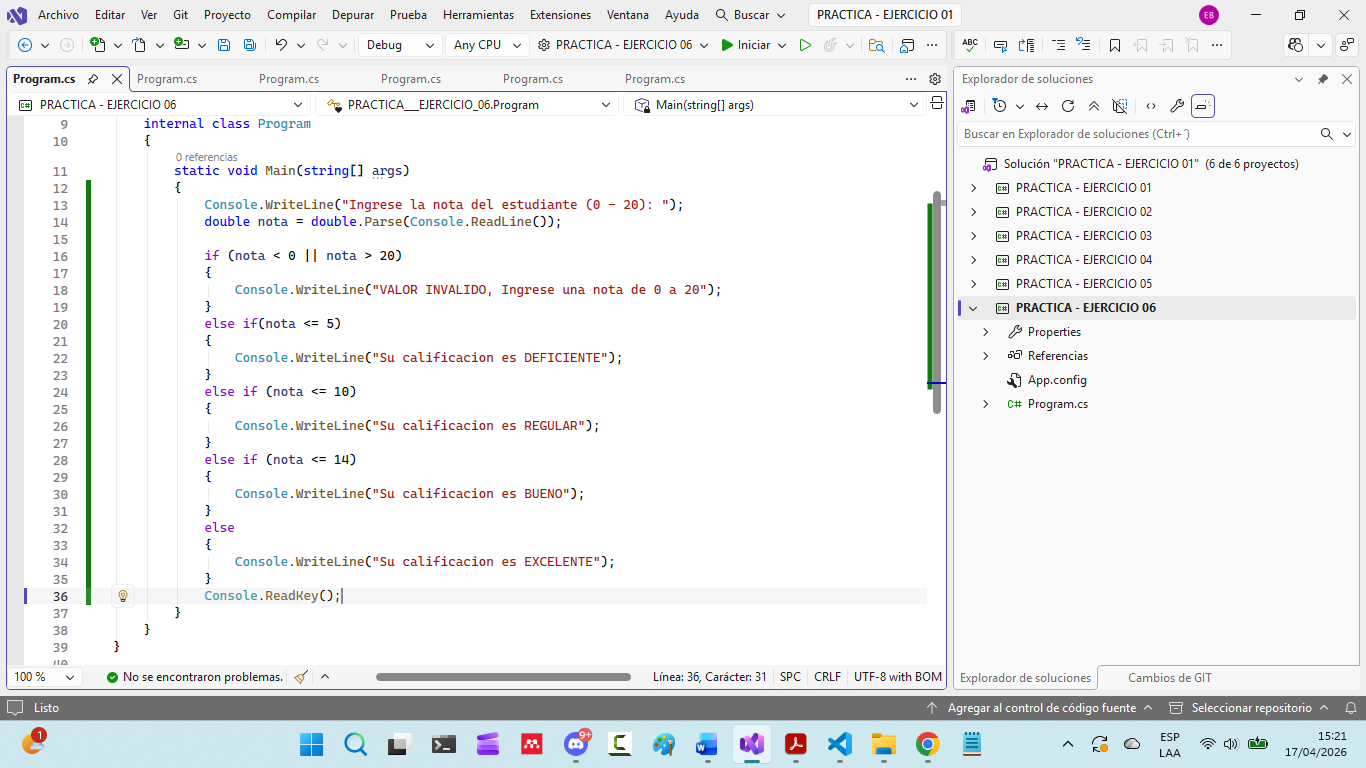 Archivo Editar Ver Git Proyecto Compilar Depurar Prueba Herramientas Extensiones Ventana Ayuda Buscar PRACTICA - EJERCICIO 01 EB
Debug Any CPU PRACTICA - EJERCICIO 06 Iniciar
Program.cs Program.cs Program.cs Program.cs Program.cs Program.cs
PRACTICA - EJERCICIO 06 PRACTICA___EJERCICIO_06.Program Main(string[] args)
9 internal class Program
10 {
0 referencias
11 static void Main(string[] args)
12 {
13 Console.WriteLine("Ingrese la nota del estudiante (0 - 20): ");
14 double nota = double.Parse(Console.ReadLine());
15
16 if (nota < 0 || nota > 20)
17 {
18 Console.WriteLine("VALOR INVALIDO, Ingrese una nota de 0 a 20");
19 }
20 else if(nota <= 5)
21 {
22 Console.WriteLine("Su calificacion es DEFICIENTE");
23 }
24 else if (nota <= 10)
25 {
26 Console.WriteLine("Su calificacion es REGULAR");
27 }
28 else if (nota <= 14)
29 {
30 Console.WriteLine("Su calificacion es BUENO");
31 }
32 else
33 {
34 Console.WriteLine("Su calificacion es EXCELENTE");
35 }
36 Console.ReadKey();
37 }
38 }
39 }
40
100 % No se encontraron problemas. Línea: 36, Carácter: 31 SPC CRLF UTF-8 with BOM
Explorador de soluciones
Buscar en Explorador de soluciones (Ctrl+´)
Solución "PRACTICA - EJERCICIO 01" (6 de 6 proyectos)
PRACTICA - EJERCICIO 01
PRACTICA - EJERCICIO 02
PRACTICA - EJERCICIO 03
PRACTICA - EJERCICIO 04
PRACTICA - EJERCICIO 05
PRACTICA - EJERCICIO 06
Properties
Referencias
App.config
C# Program.cs
Explorador de soluciones Cambios de GIT
Listo Agregar al control de código fuente Seleccionar repositorio
1 9+ ESP LAA 15:21
17/04/2026